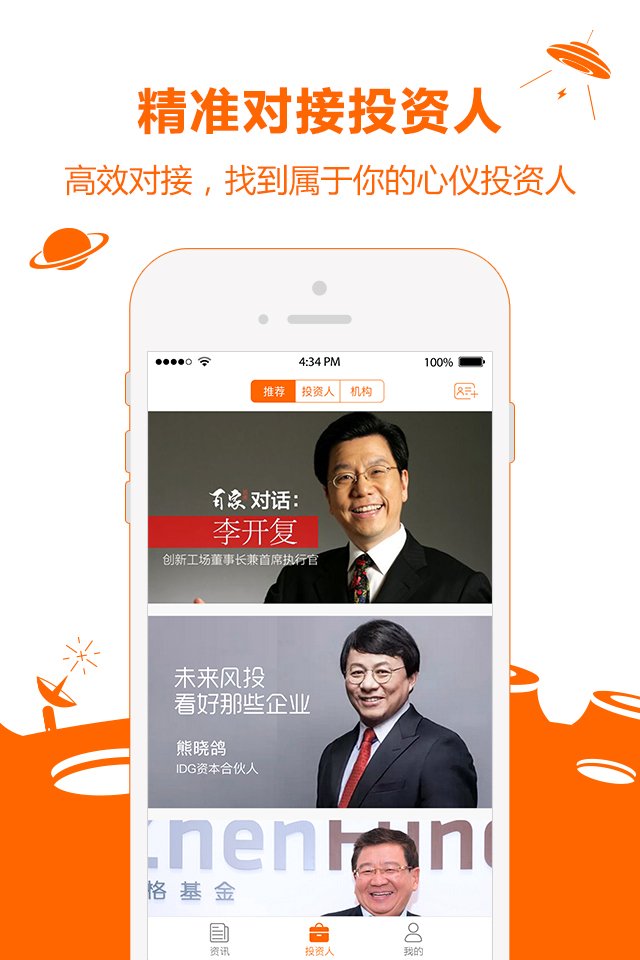 精准对接投资人
高效对接，找到属于你的心仪投资人
4:34 PM
100%
推荐
投资人
机构
百家 对话：
李开复
创新工场董事长兼首席执行官
未来风投
看好那些企业
熊晓鸽
IDG资本合伙人
henFund
格基金
资讯
投资人
我的